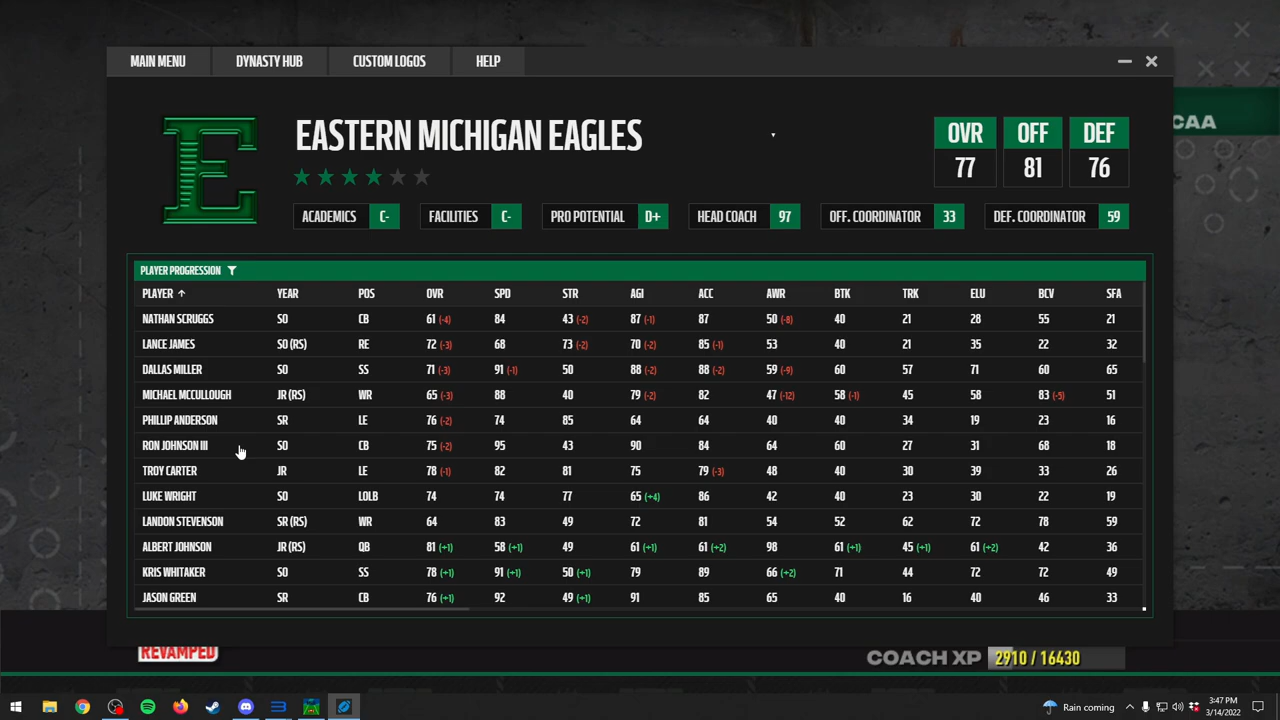 MAIN MENU DYNASTY HUB CUSTOM LOGOS HELP
CAA
E EASTERN MICHIGAN EAGLES
OVR OFF DEF
77 81 76
ACADEMICS C- FACILITIES C- PRO POTENTIAL D+ HEAD COACH 97 OFF. COORDINATOR 33 DEF. COORDINATOR 59
PLAYER PROGRESSION
PLAYER YEAR POS OVR SPD STR AGI ACC AWR BTK TRK ELU BCV SFA
NATHAN SCRUGGS SO CB 61 (-4) 84 43 (-2) 87 (-1) 87 50 (-8) 40 21 28 55 21
LANCE JAMES SO (RS) RE 72 (-3) 68 73 (-2) 70 (-2) 85 (-1) 53 40 21 35 22 32
DALLAS MILLER SO SS 71 (-3) 91 (-1) 50 88 (-2) 88 (-2) 59 (-9) 60 57 71 60 65
MICHAEL MCCULLOUGH JR (RS) WR 65 (-3) 88 40 79 (-2) 82 47 (-12) 58 (-1) 45 58 83 (-5) 51
PHILLIP ANDERSON SR LE 76 (-2) 74 85 64 64 40 40 34 19 23 16
RON JOHNSON III SO CB 75 (-2) 95 43 90 84 64 60 27 31 68 18
TROY CARTER JR LE 78 (-1) 82 81 75 79 (-3) 48 40 30 39 33 26
LUKE WRIGHT SO LOLB 74 74 77 65 (+4) 86 42 40 23 30 22 19
LANDON STEVENSON SR (RS) WR 64 83 49 72 81 54 52 62 72 78 59
ALBERT JOHNSON JR (RS) QB 81 (+1) 58 (+1) 49 61 (+1) 61 (+2) 98 61 (+1) 45 (+1) 61 (+2) 42 36
KRIS WHITAKER SO SS 78 (+1) 91 (+1) 50 (+1) 79 89 66 (+2) 71 44 72 72 49
JASON GREEN SR CB 76 (+1) 92 49 (+1) 91 85 65 40 16 40 46 33
REVAMPED
COACH XP 2910 / 16430
Rain coming
3:47 PM
3/14/2022